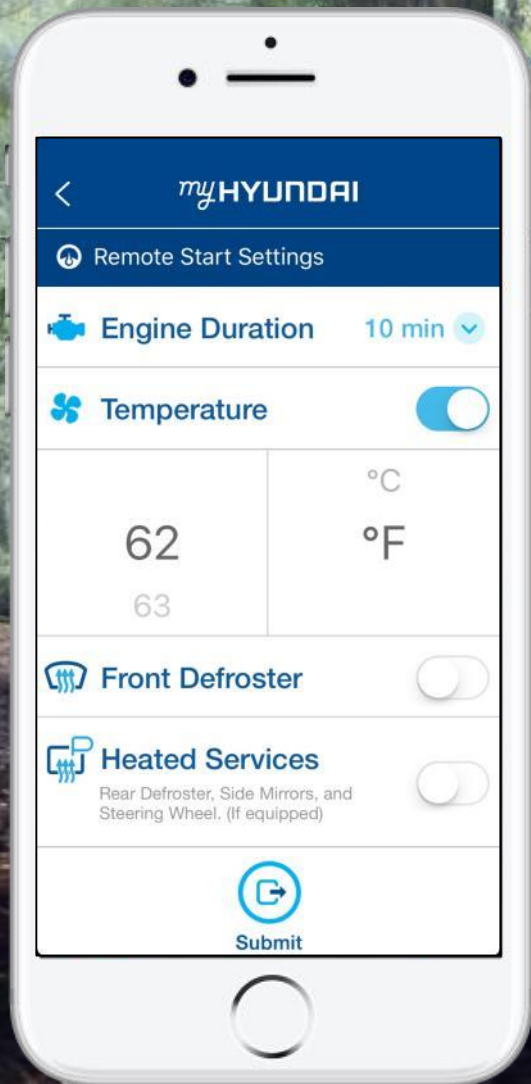 myHYUNDAI
Remote Start Settings
Engine Duration 10 min
Temperature
°C
62 °F
63
Front Defroster
Heated Services
Rear Defroster, Side Mirrors, and
Steering Wheel. (If equipped)
Submit